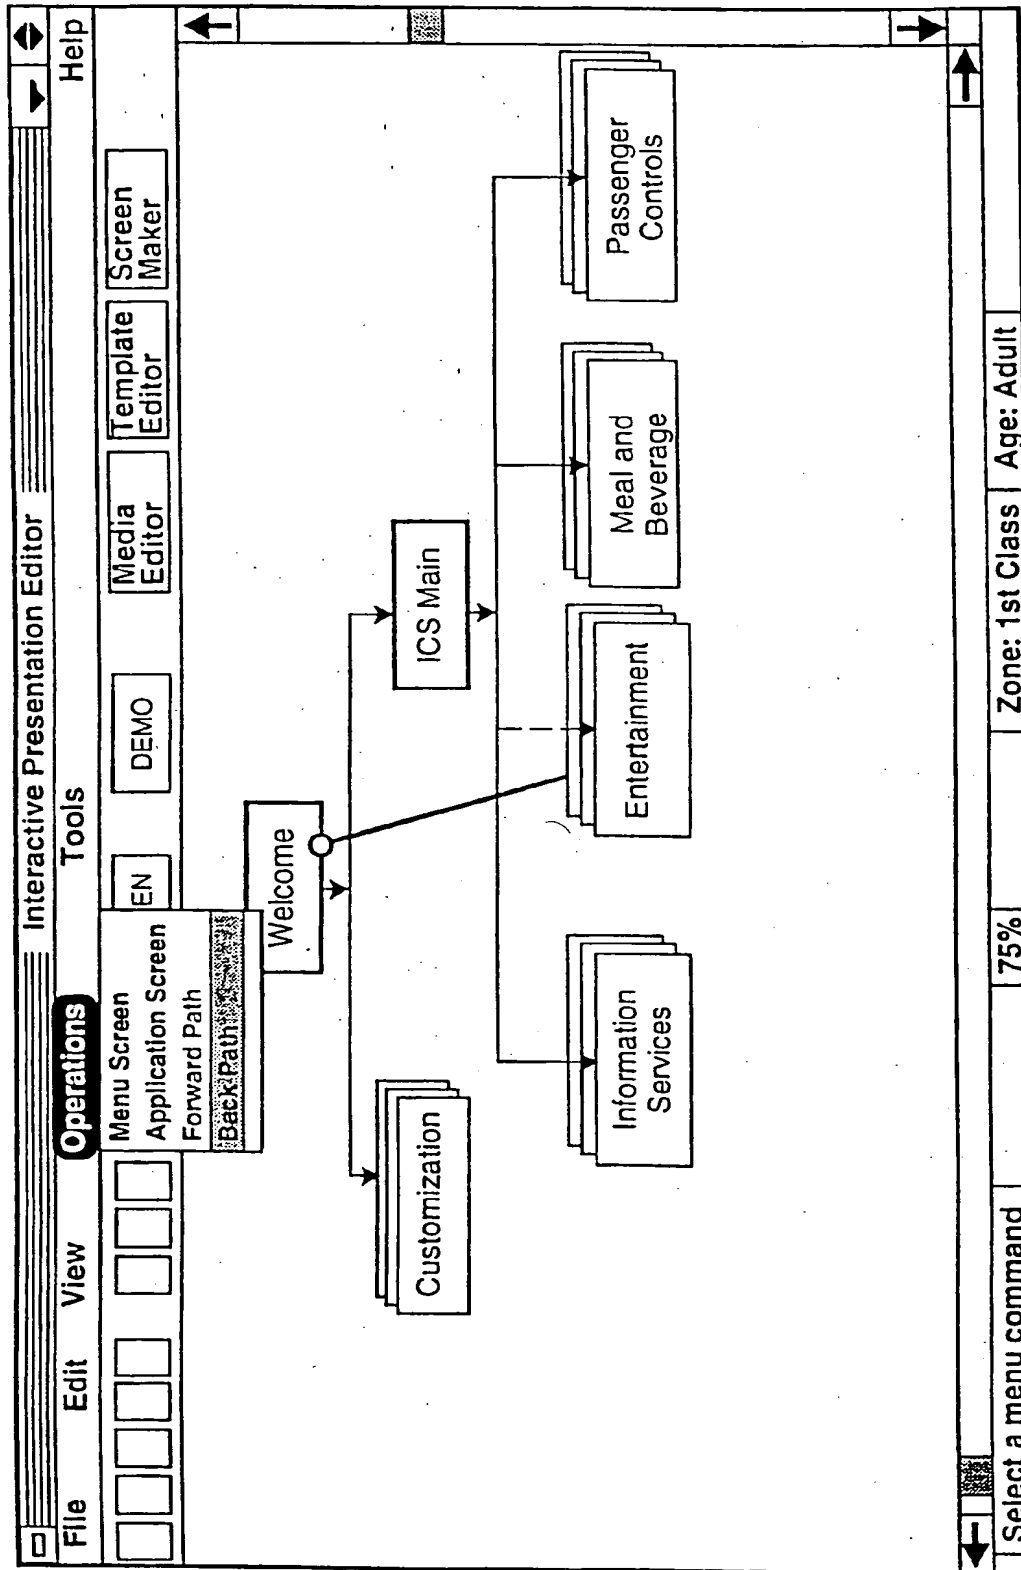 Interactive Presentation Editor
File Edit View Operations Tools Help
Menu Screen
Application Screen
Forward Path
Back Path
EN
DEMO
Media
Editor
Template
Editor
Screen
Maker
Welcome
Customization
ICS Main
Information
Services
Entertainment
Meal and
Beverage
Passenger
Controls
Select a menu command
75%
Zone: 1st Class
Age: Adult